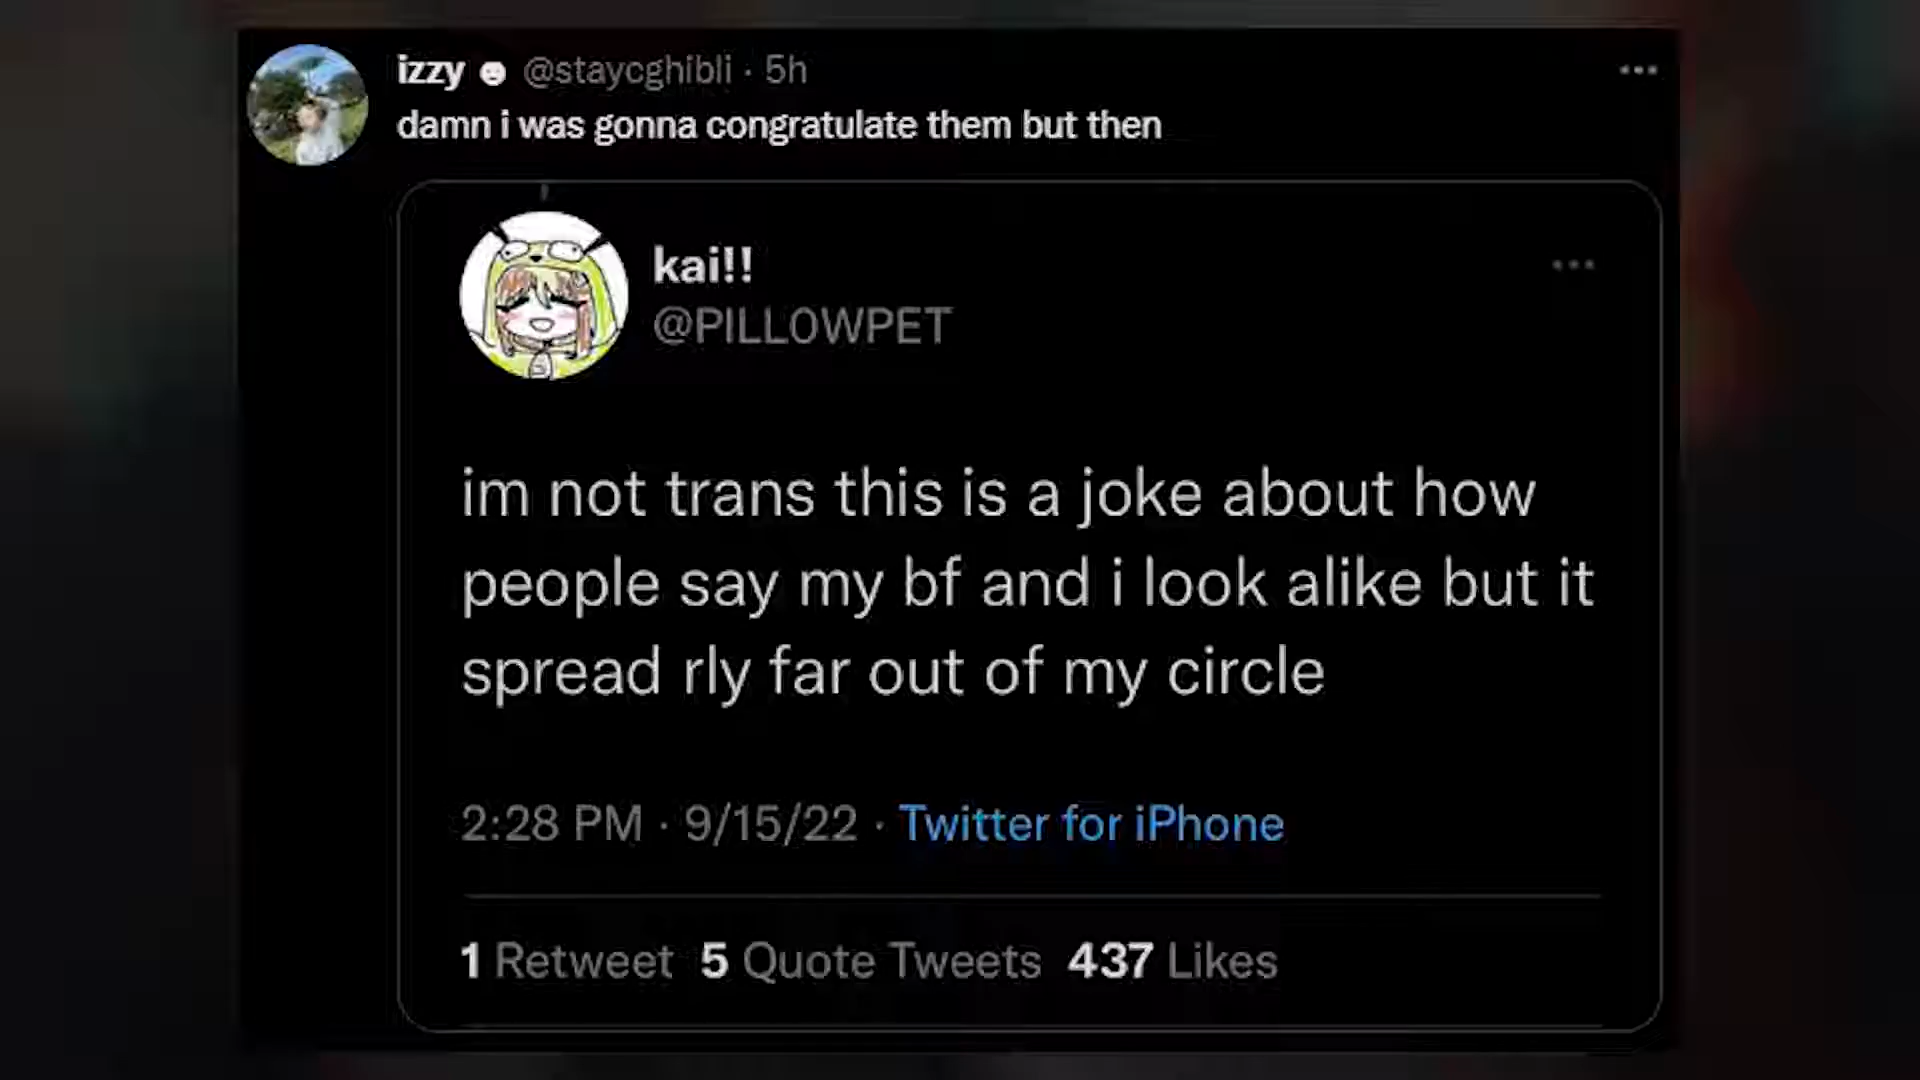 izzy @staycghibli · 5h
damn i was gonna congratulate them but then
kai!!
@PILL0WPET
im not trans this is a joke about how
people say my bf and i look alike but it
spread rly far out of my circle
2:28 PM · 9/15/22 · Twitter for iPhone
1 Retweet 5 Quote Tweets 437 Likes